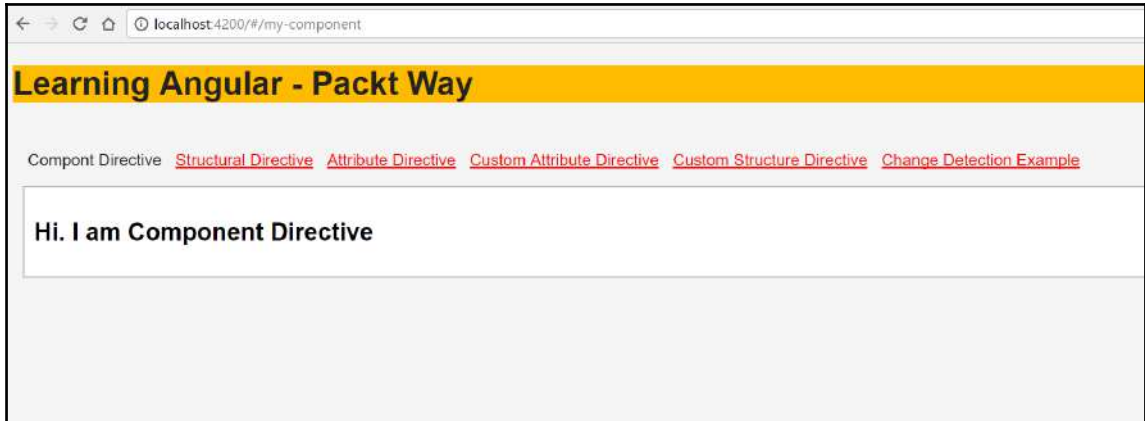 localhost:4200/#/my-component
Learning Angular - Packt Way
Compont Directive Structural Directive Attribute Directive Custom Attribute Directive Custom Structure Directive Change Detection Example
Hi. I am Component Directive